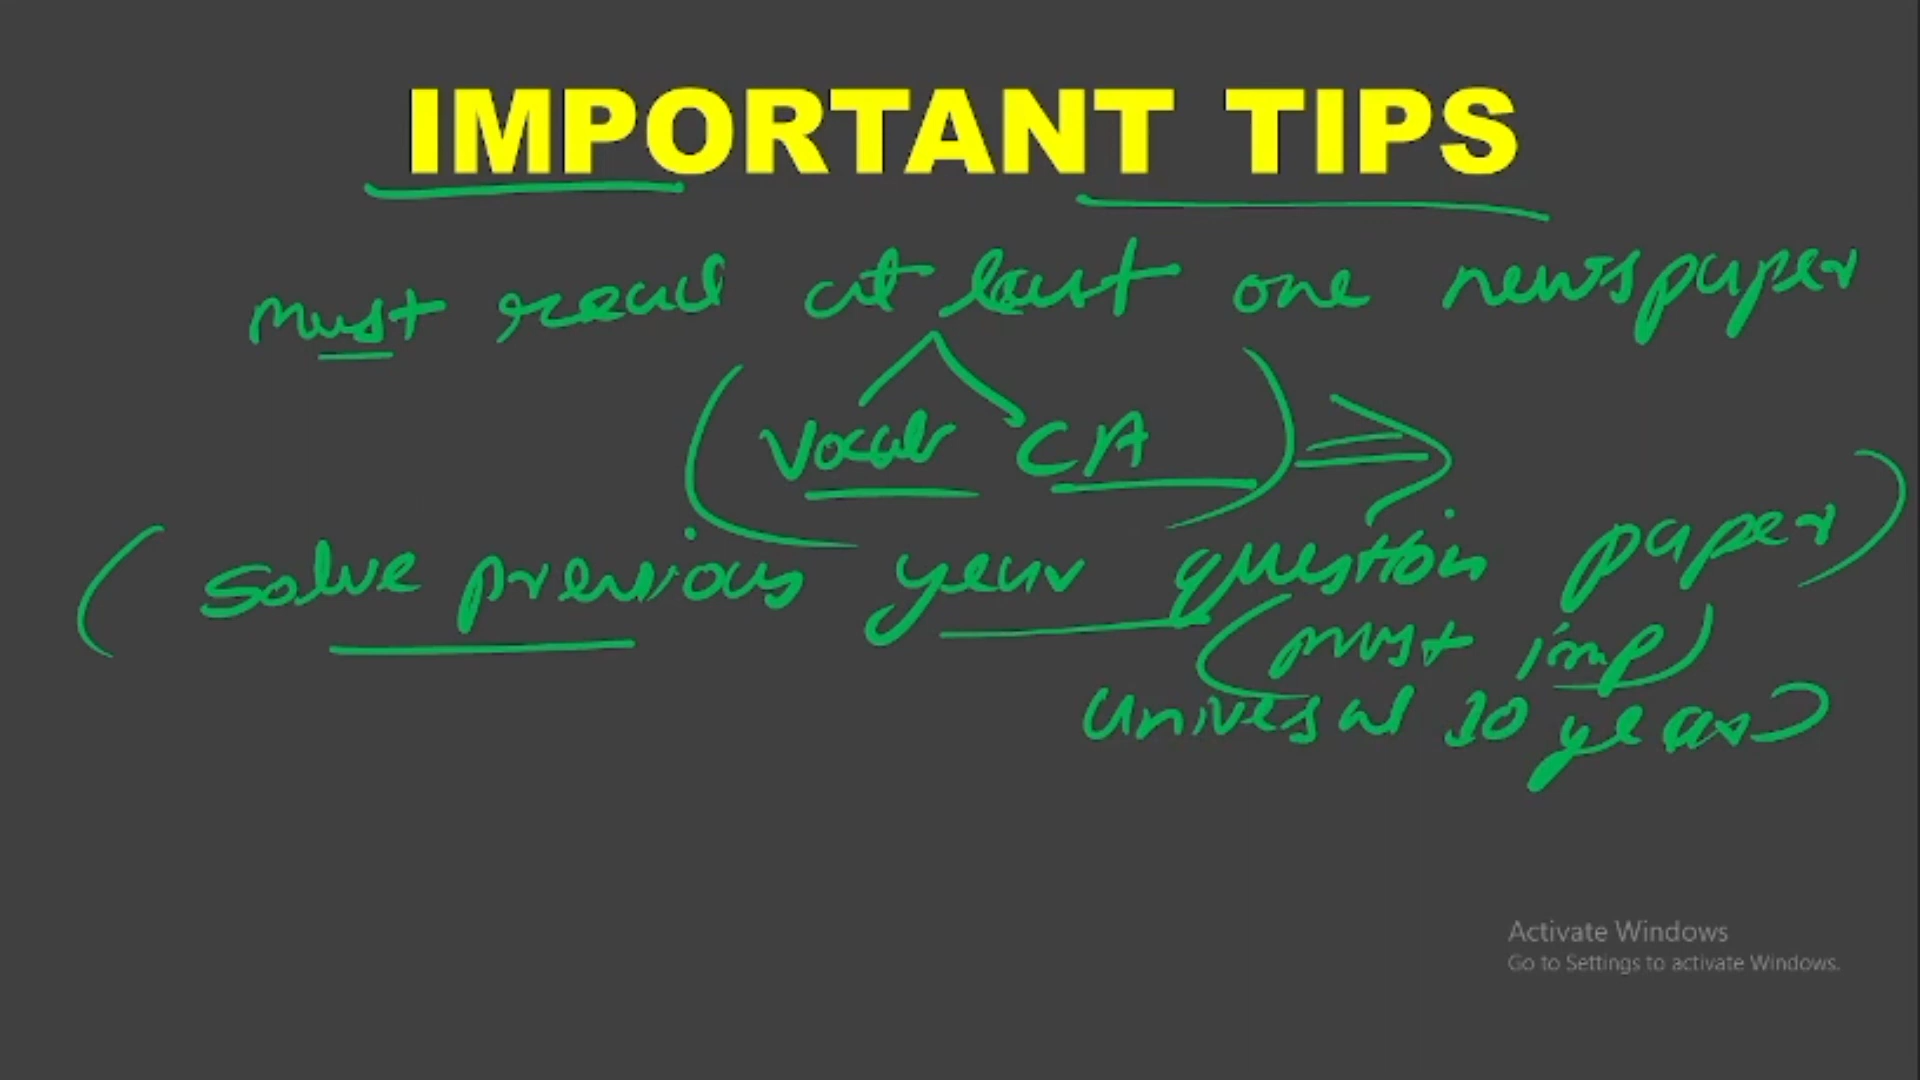 IMPORTANT TIPS
must read at least one newspaper
(vocab CA)
(solve previous year question paper)
(must imp)
Univesal 10 years
Activate Windows
Go to Settings to activate Windows.